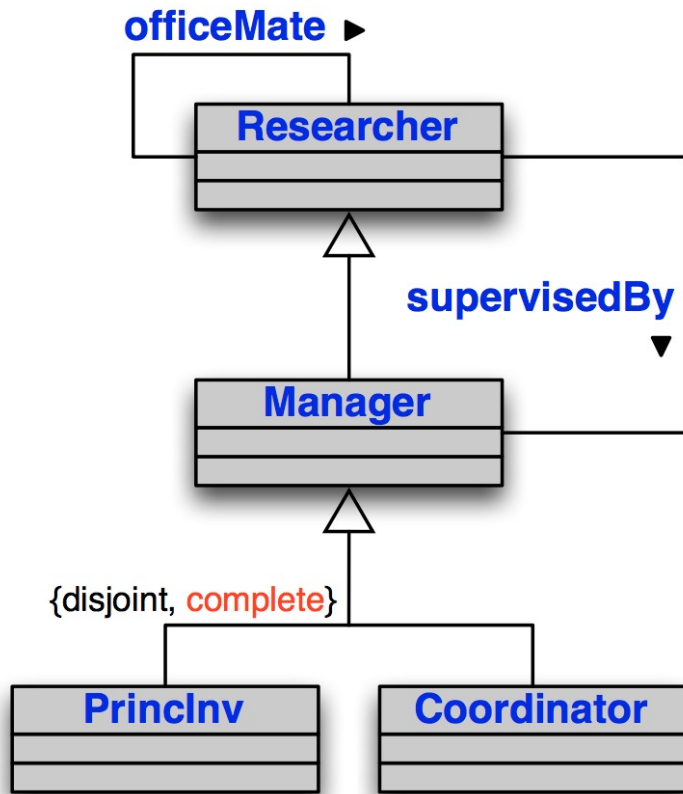 officeMate ▶
Researcher
supervisedBy
▼
Manager
{disjoint, complete}
PrincInv
Coordinator